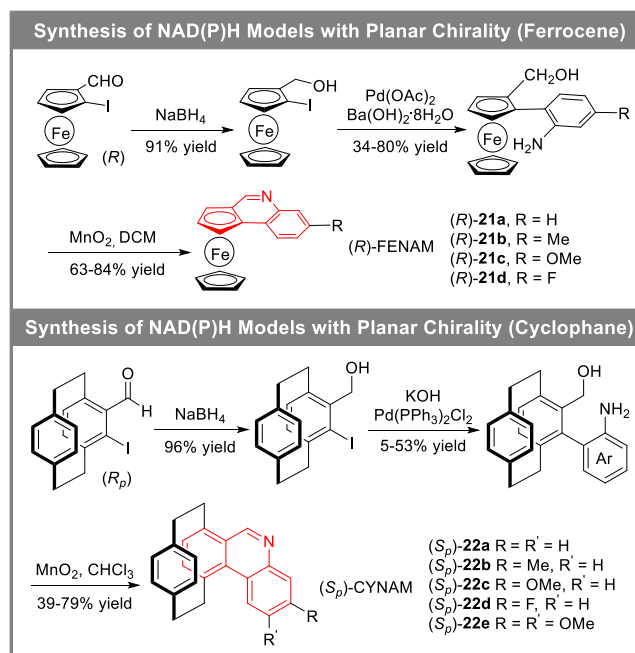 Synthesis of NAD(P)H Models with Planar Chirality (Ferrocene)
CHO
I
Fe
(R)
NaBH4
91% yield
OH
I
Fe
Pd(OAc)2
Ba(OH)2·8H2O
34-80% yield
CH2OH
R
Fe
H2N
MnO2, DCM
63-84% yield
N
R
Fe
(R)-FENAM
(R)-21a, R = H
(R)-21b, R = Me
(R)-21c, R = OMe
(R)-21d, R = F
Synthesis of NAD(P)H Models with Planar Chirality (Cyclophane)
O
H
I
(Rp)
NaBH4
96% yield
OH
I
KOH
Pd(PPh3)2Cl2
5-53% yield
OH
NH2
Ar
MnO2, CHCl3
39-79% yield
N
R
R'
(Sp)-CYNAM
(Sp)-22a R = R' = H
(Sp)-22b R = Me, R' = H
(Sp)-22c R = OMe, R' = H
(Sp)-22d R = F, R' = H
(Sp)-22e R = R' = OMe